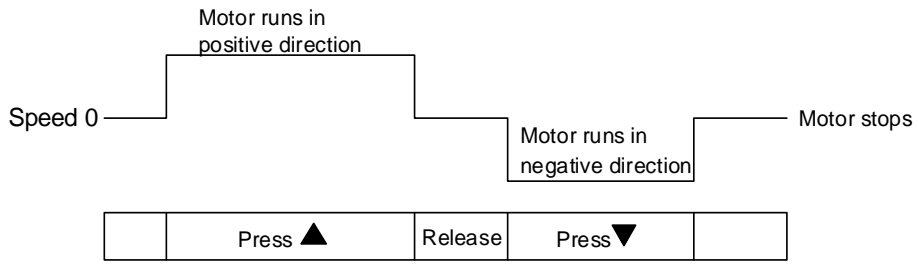 Motor runs in
positive direction
Speed 0
Motor stops
Motor runs in
negative direction
Press ▲
Release
Press▼